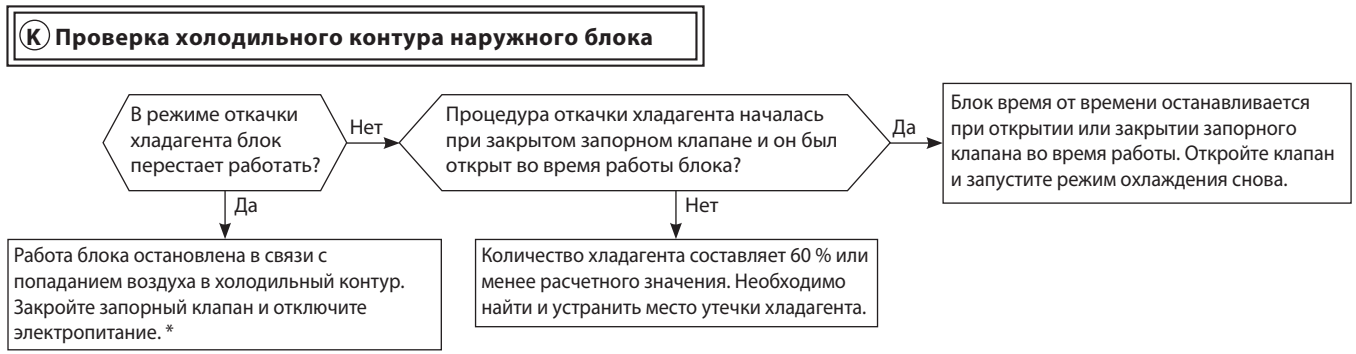 К Проверка холодильного контура наружного блока
В режиме откачки
хладагента блок
перестает работать?
Нет
Процедура откачки хладагента началась
при закрытом запорном клапане и он был
открыт во время работы блока?
Да
Блок время от времени останавливается
при открытии или закрытии запорного
клапана во время работы. Откройте клапан
и запустите режим охлаждения снова.
Да
Работа блока остановлена в связи с
попаданием воздуха в холодильный контур.
Закройте запорный клапан и отключите
электропитание. *
Нет
Количество хладагента составляет 60 % или
менее расчетного значения. Необходимо
найти и устранить место утечки хладагента.